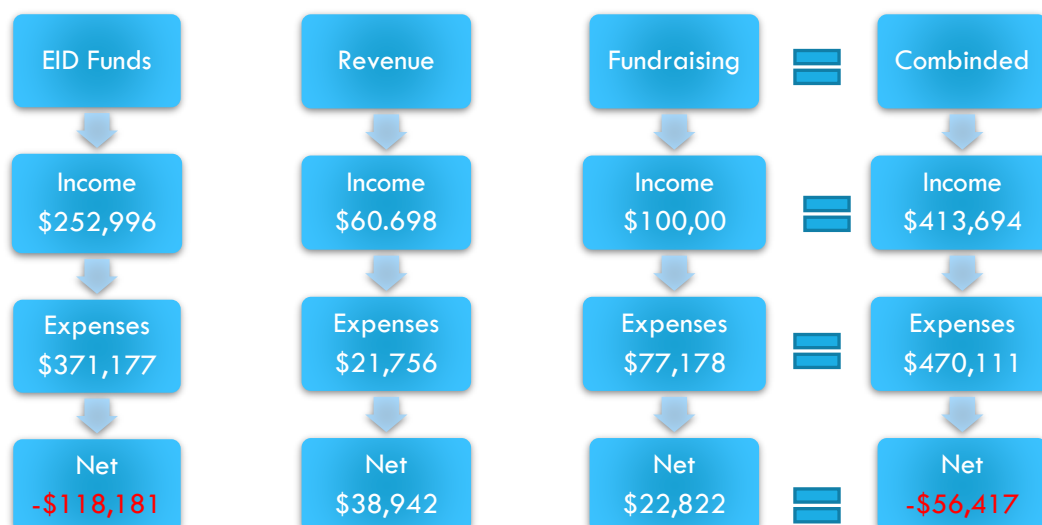 EID Funds
Revenue
Fundraising
Combinded
Income
$252,996
Income
$60.698
Income
$100,00
Income
$413,694
Expenses
$371,177
Expenses
$21,756
Expenses
$77,178
Expenses
$470,111
Net
-$118,181
Net
$38,942
Net
$22,822
Net
-$56,417